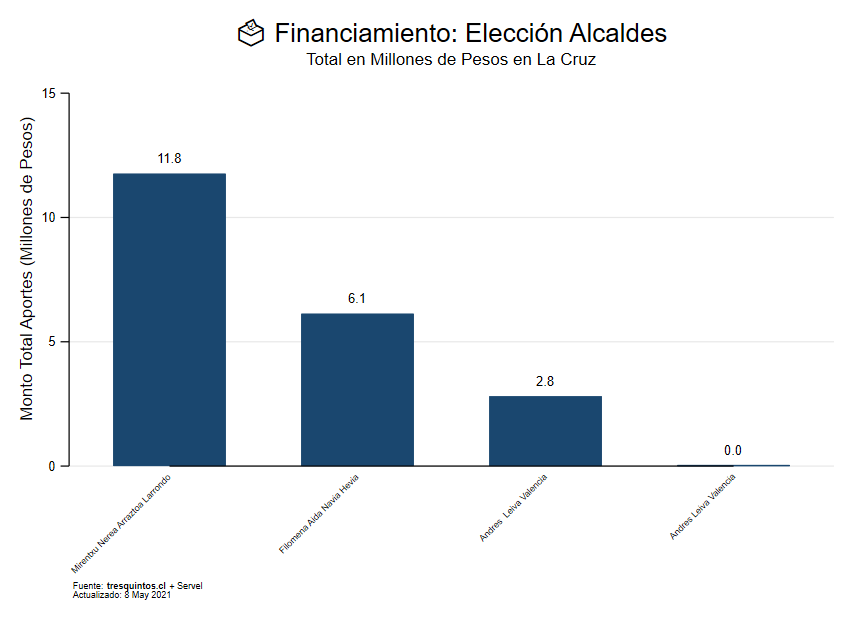 Financiamiento: Elección Alcaldes
Total en Millones de Pesos en La Cruz
Monto Total Aportes (Millones de Pesos)
15
10
5
0
11.8
6.1
2.8
0.0
Mirentxu Nerea Arraztoa Larrondo
Filomena Aida Navia Hevia
Andres  Leiva Valencia
Andres Leiva Valencia
Fuente: tresquintos.cl + Servel
Actualizado: 8 May 2021